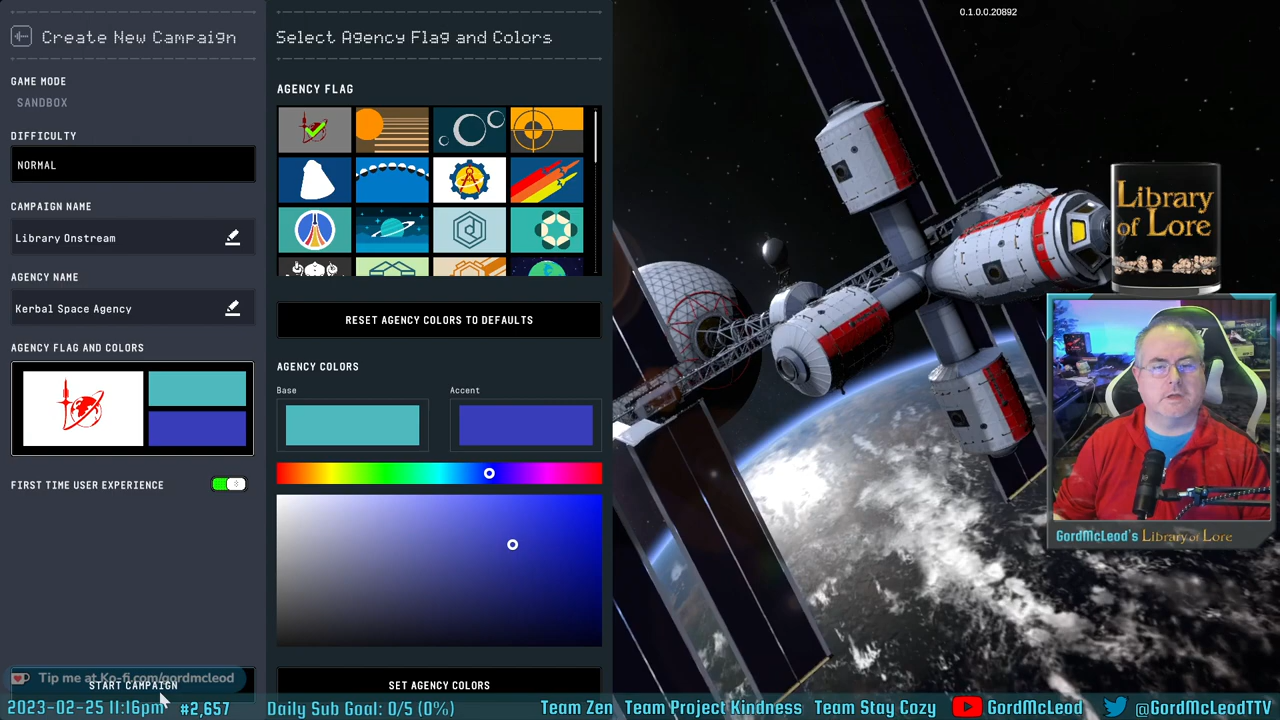 Create New Campaign
GAME MODE
SANDBOX
DIFFICULTY
NORMAL
CAMPAIGN NAME
Library Onstream
AGENCY NAME
Kerbal Space Agency
AGENCY FLAG AND COLORS
FIRST TIME USER EXPERIENCE
Tip me at Ko-fi.com/gordmcleod
START CAMPAIGN
Select Agency Flag and Colors
AGENCY FLAG
RESET AGENCY COLORS TO DEFAULTS
AGENCY COLORS
Base
Accent
SET AGENCY COLORS
0.1.0.0.20892
Library
of Lore
GordMcLeod's Library of Lore
2023-02-25 11:16pm #2,657 Daily Sub Goal: 0/5 (0%) Team Zen Team Project Kindness Team Stay Cozy GordMcLeod @GordMcLeodTTV